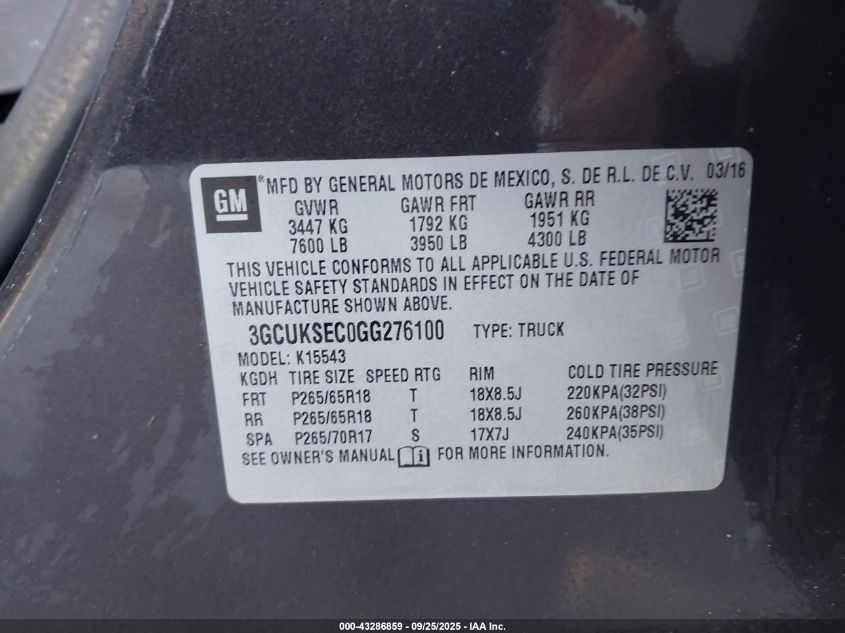 GM ® MFD BY GENERAL MOTORS DE MEXICO, S. DE R.L. DE C.V. 03/16
GVWR GAWR FRT GAWR RR
3447 KG 1792 KG 1951 KG
7600 LB 3950 LB 4300 LB
THIS VEHICLE CONFORMS TO ALL APPLICABLE U.S. FEDERAL MOTOR
VEHICLE SAFETY STANDARDS IN EFFECT ON THE DATE OF
MANUFACTURE SHOWN ABOVE.
3GCUKSEC0GG276100 TYPE: TRUCK
MODEL: K15543
KGDH TIRE SIZE SPEED RTG RIM COLD TIRE PRESSURE
FRT P265/65R18 T 18X8.5J 220KPA(32PSI)
RR P265/65R18 T 18X8.5J 260KPA(38PSI)
SPA P265/70R17 S 17X7J 240KPA(35PSI)
SEE OWNER'S MANUAL i FOR MORE INFORMATION.
000-43286859 - 09/25/2025 - IAA Inc.